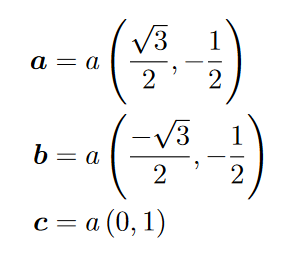 𝒂 = a (√3/2, −1/2)
𝒃 = a (−√3/2, −1/2)
𝒄 = a (0, 1)